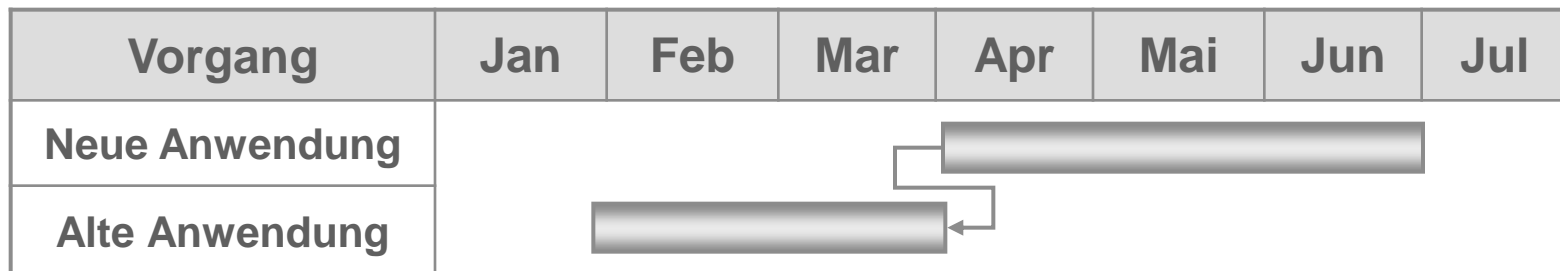 Vorgang Jan Feb Mar Apr Mai Jun Jul
Neue Anwendung
Alte Anwendung